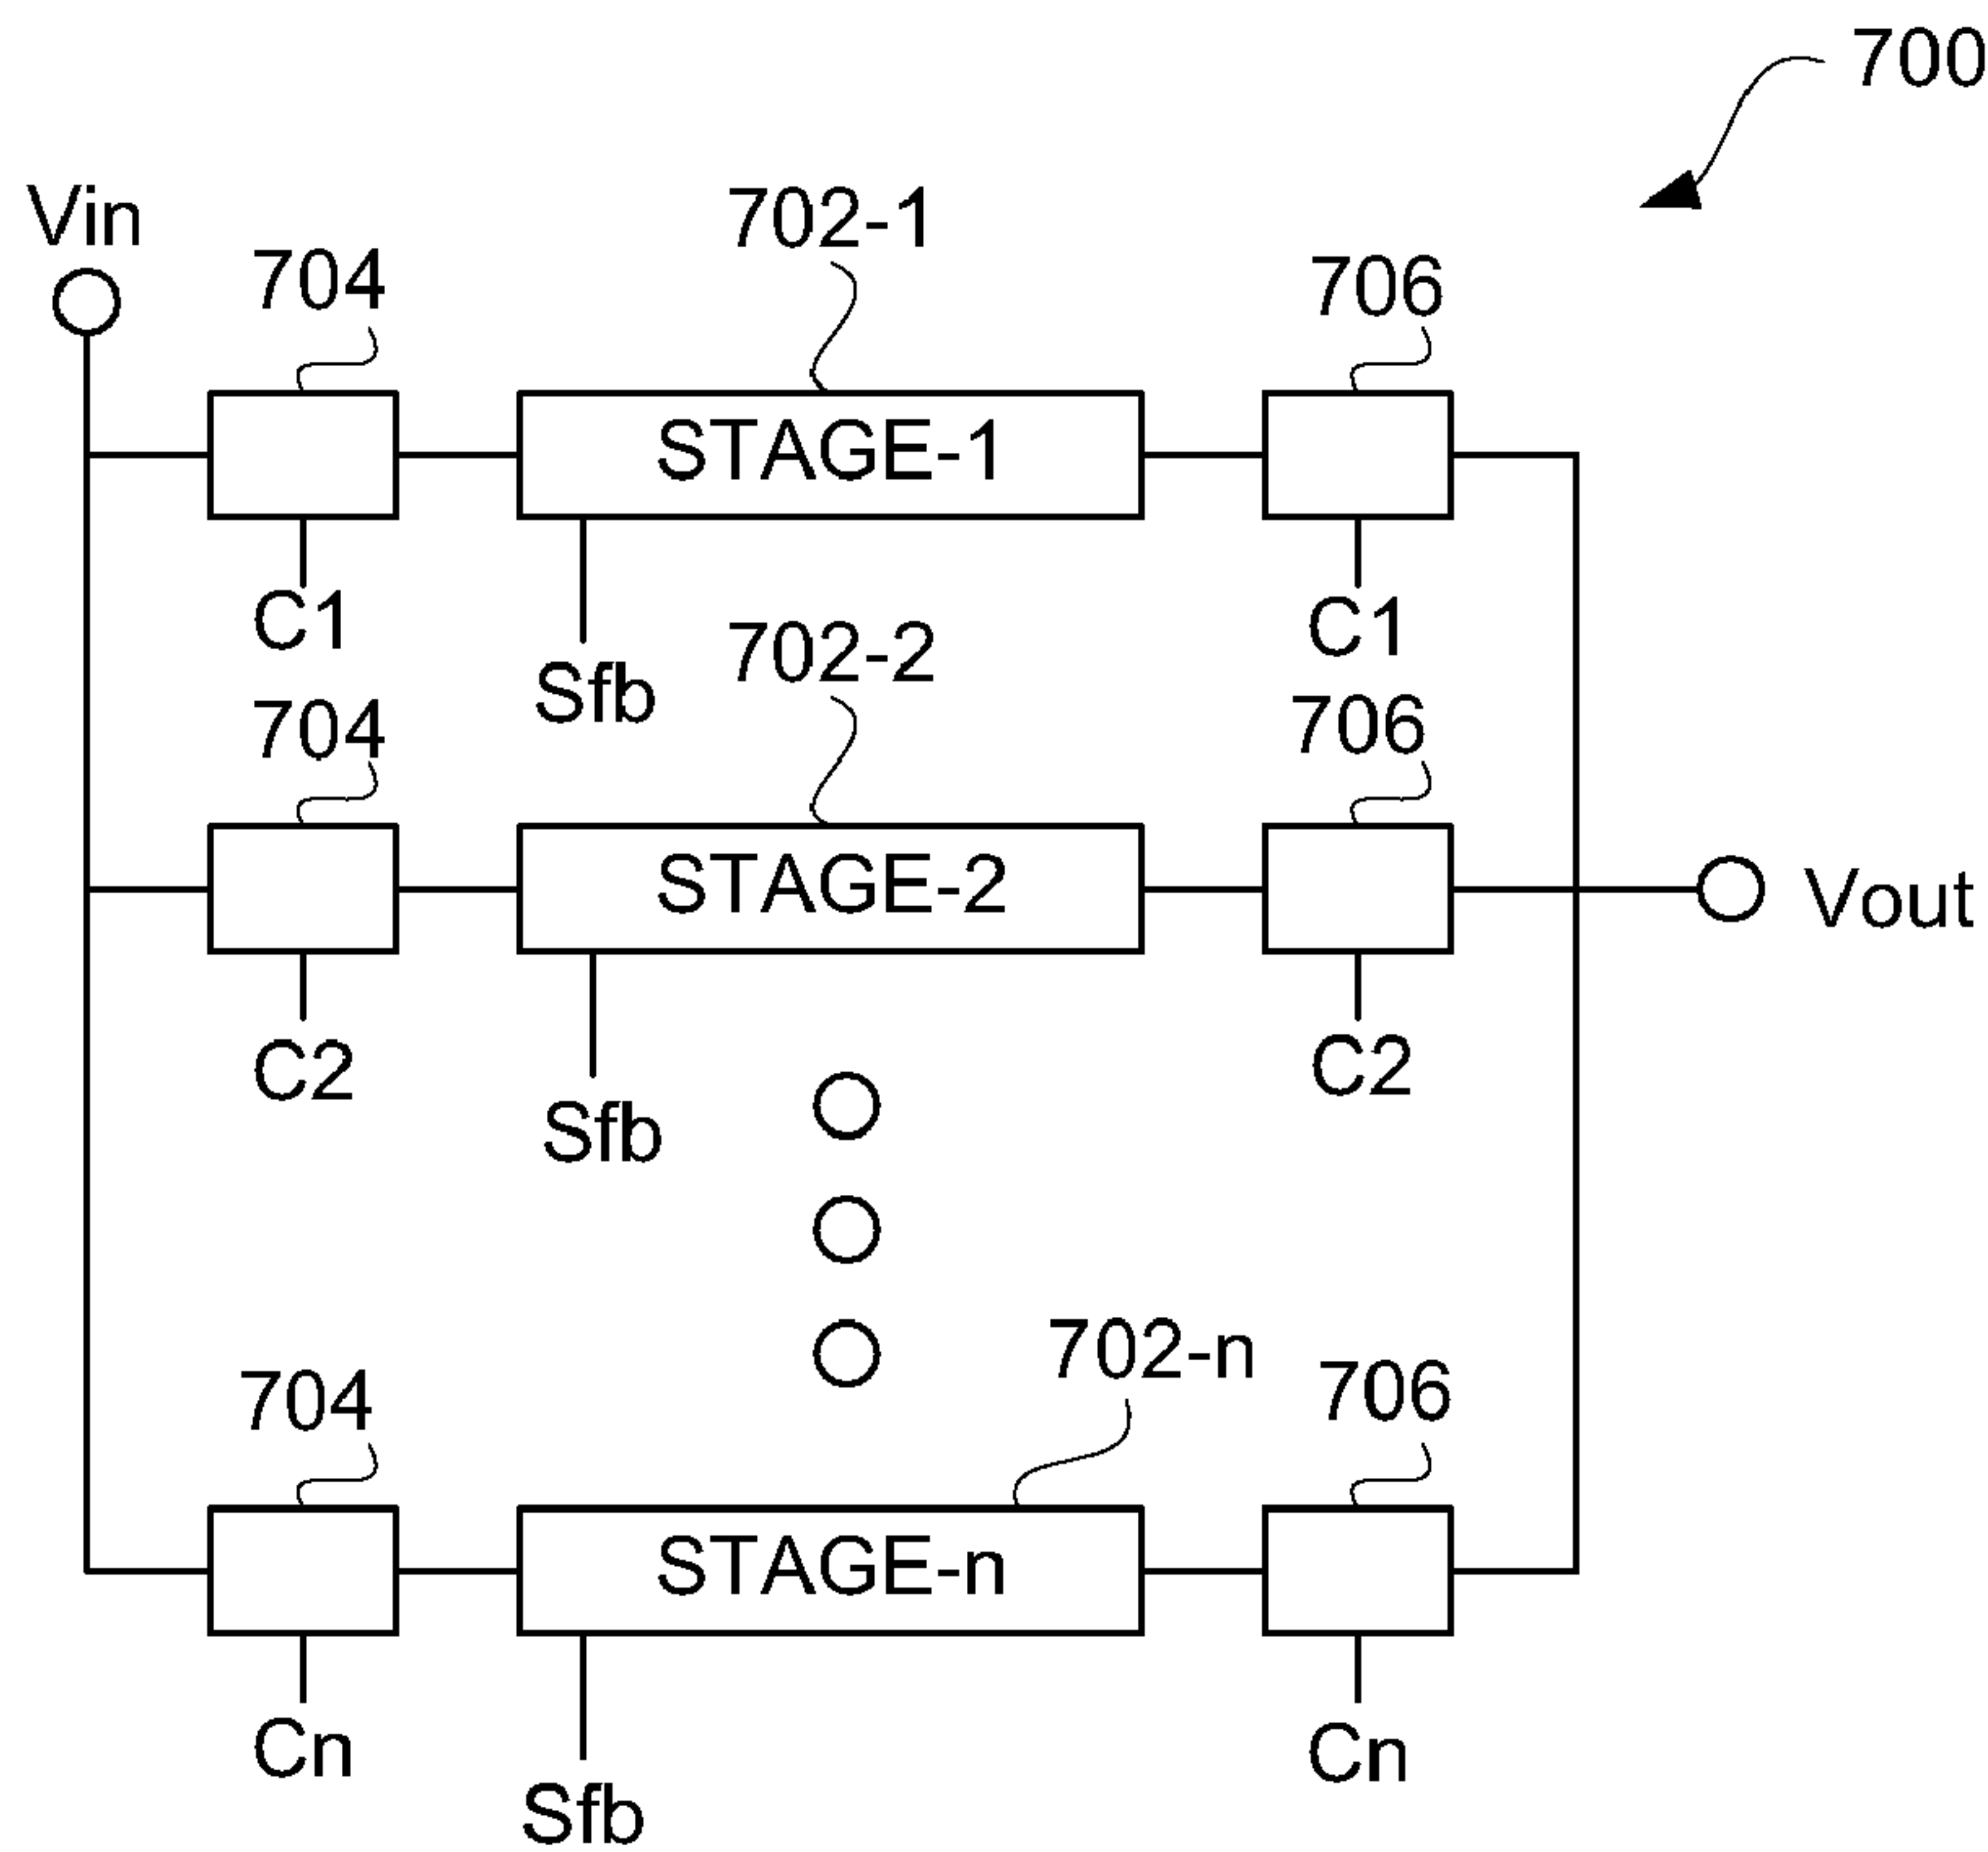 700
Vin
702-1
704
706
STAGE-1
C1
C1
702-2
Sfb
704
706
STAGE-2
Vout
C2
C2
Sfb
702-n
704
706
STAGE-n
Cn
Cn
Sfb